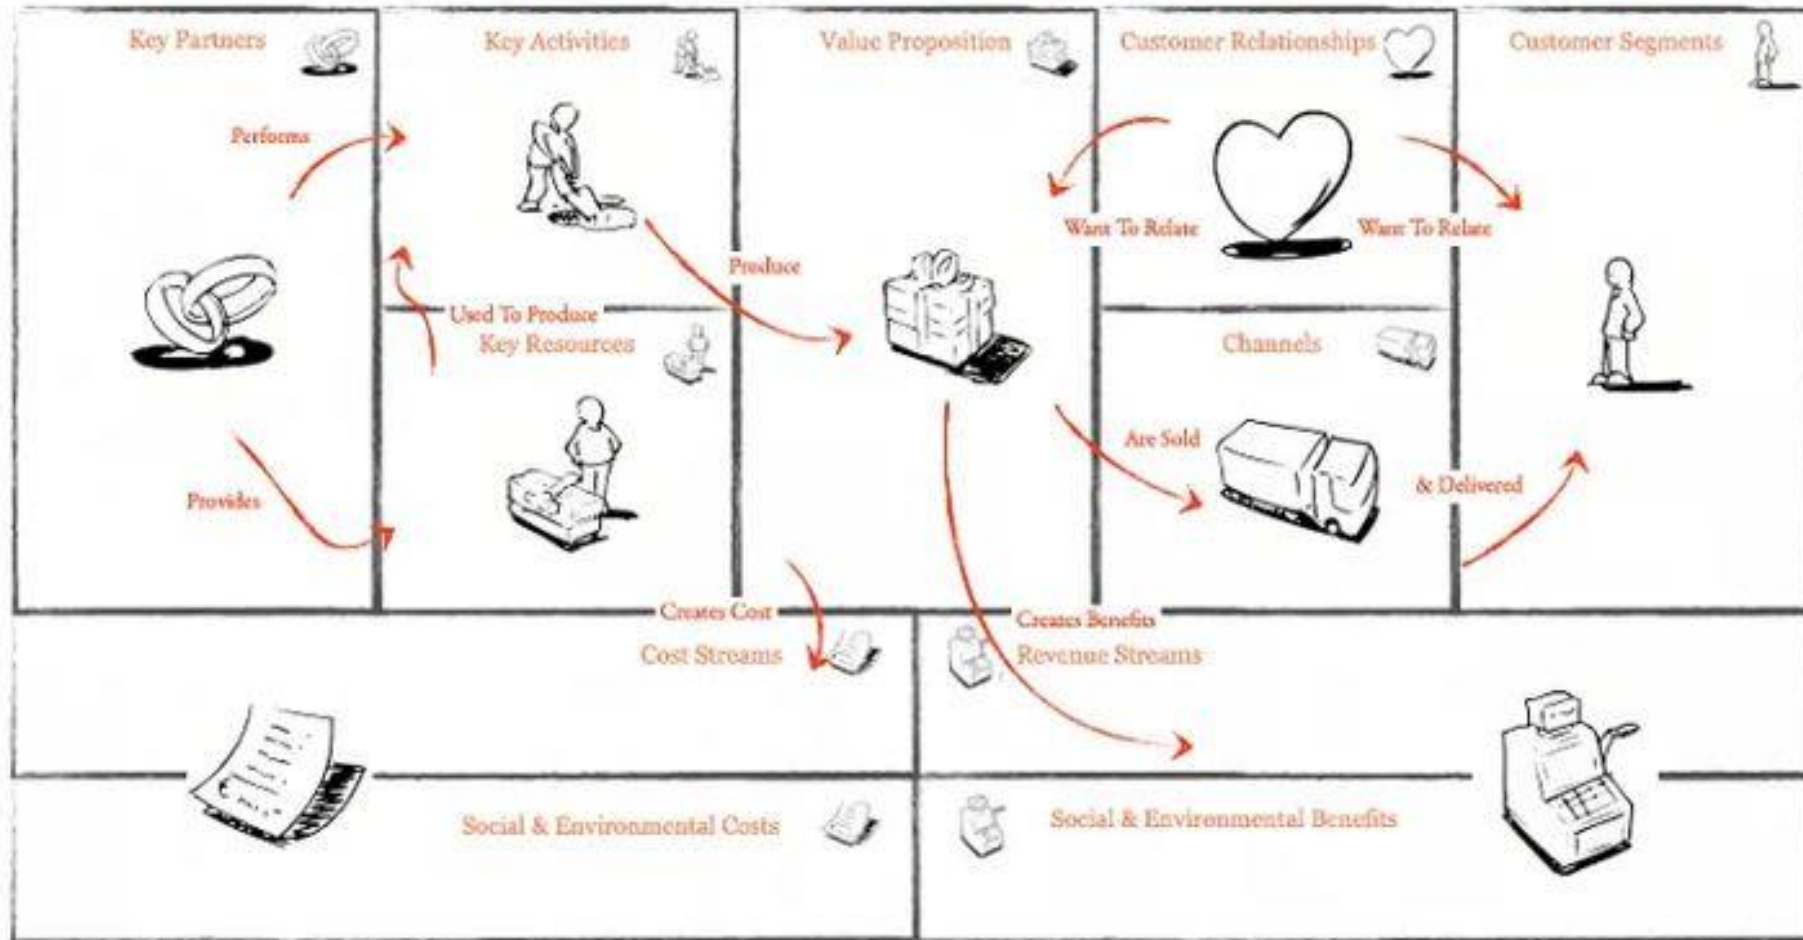 Key Partners
Key Activities
Value Proposition
Customer Relationships
Customer Segments
Performs
Want To Relate
Want To Relate
Produce
Used To Produce
Key Resources
Channels
Are Sold
& Delivered
Provides
Creates Cost
Creates Benefits
Cost Streams
Revenue Streams
Social & Environmental Costs
Social & Environmental Benefits